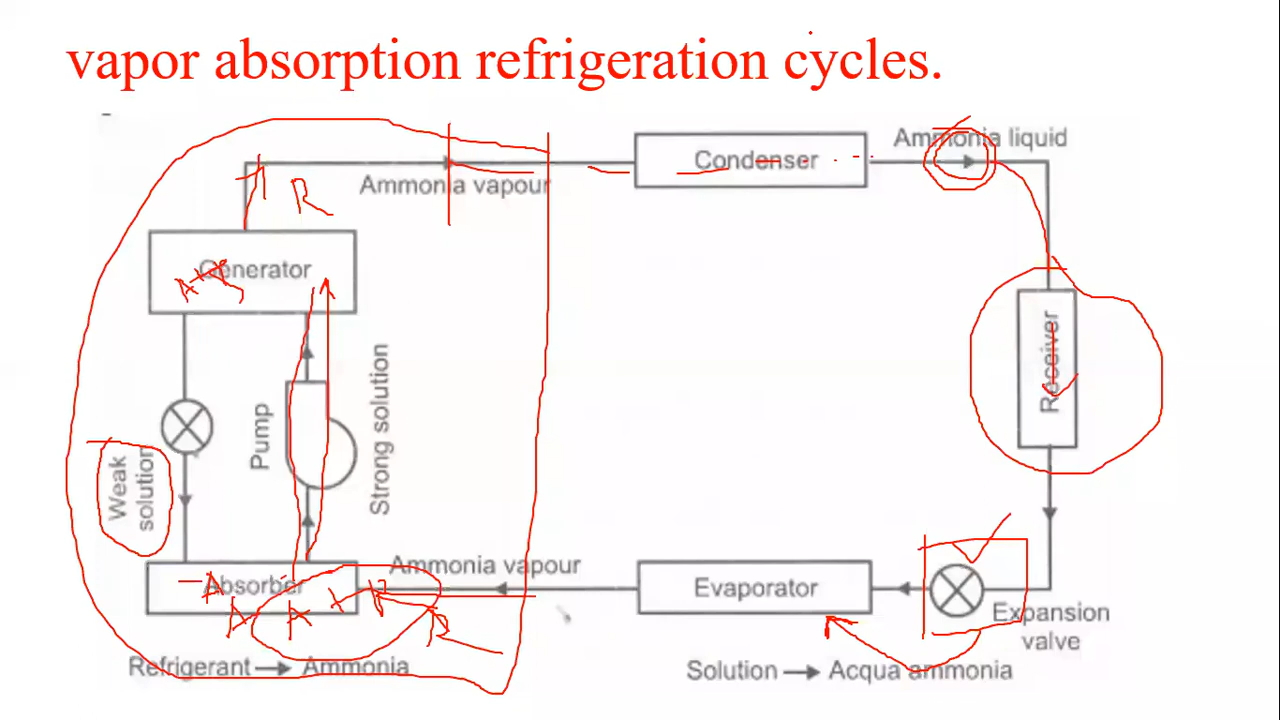 vapor absorption refrigeration cycles.
Ammonia liquid
Condenser
Ammonia vapour
R
Generator
Receiver
Pump
Strong solution
Weak
solution
Ammonia vapour
Absorber
Evaporator
Expansion
valve
A + R
R
Refrigerant → Ammonia
Solution → Acqua ammonia